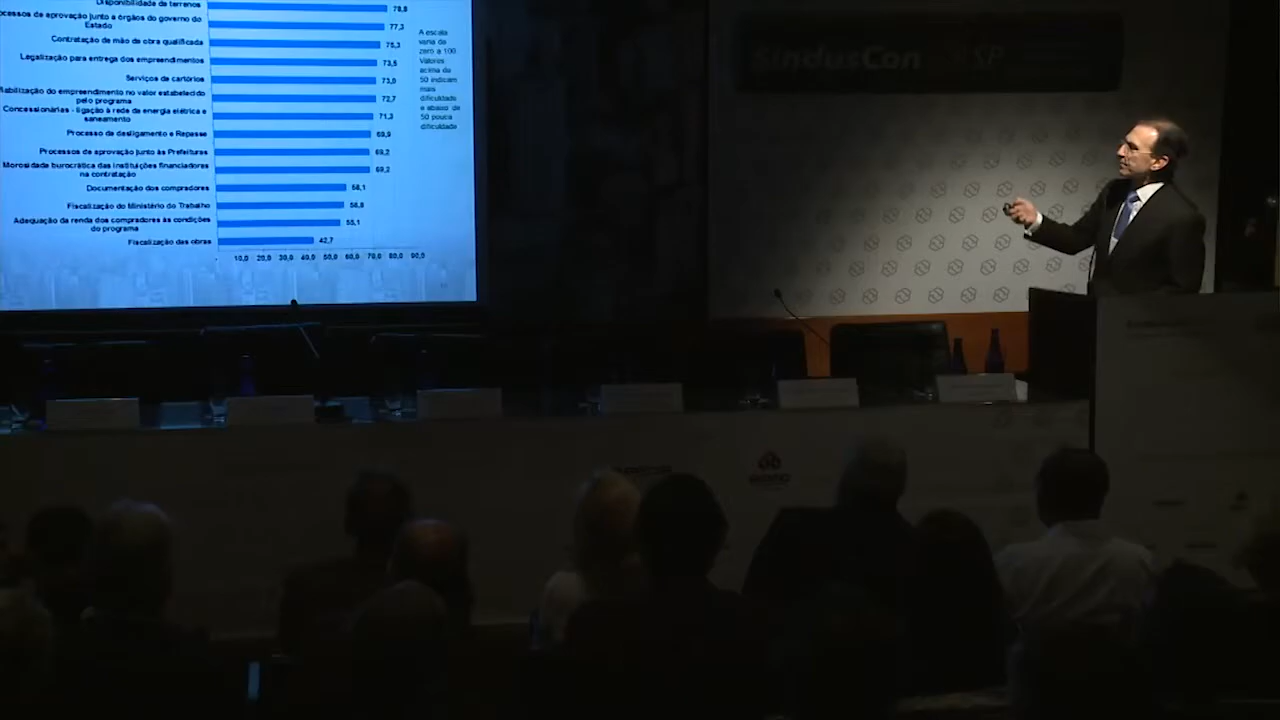 Disponibilidade de terrenos 78,8
cessos de aprovação junto a órgãos do governo do
Estado 77,3
Contratação de mão de obra qualificada 75,3
Legalização para entrega dos empreendimentos 73,5
Serviços de cartórios 73,0
iabilização do empreendimento no valor estabelecido
pelo programa 72,7
Concessionárias - ligação à rede de energia elétrica e
saneamento 71,3
Processo de desligamento e Repasse 69,9
Processos de aprovação junto às Prefeituras 69,2
Morosidade burocrática das instituições financiadoras
na contratação 69,2
Documentação dos compradores 58,1
Fiscalização do Ministério do Trabalho
Adequação da renda dos compradores às condições
do programa 55,1
Fiscalização das obras 42,7
10,0 20,0 30,0 40,0 50,0 60,0 70,0 80,0 90,0
A escala
varia de
zero a 100.
Valores
acima de
50 indicam
mais
dificuldade
e abaixo de
50 pouca
dificuldade
SindusCon SP